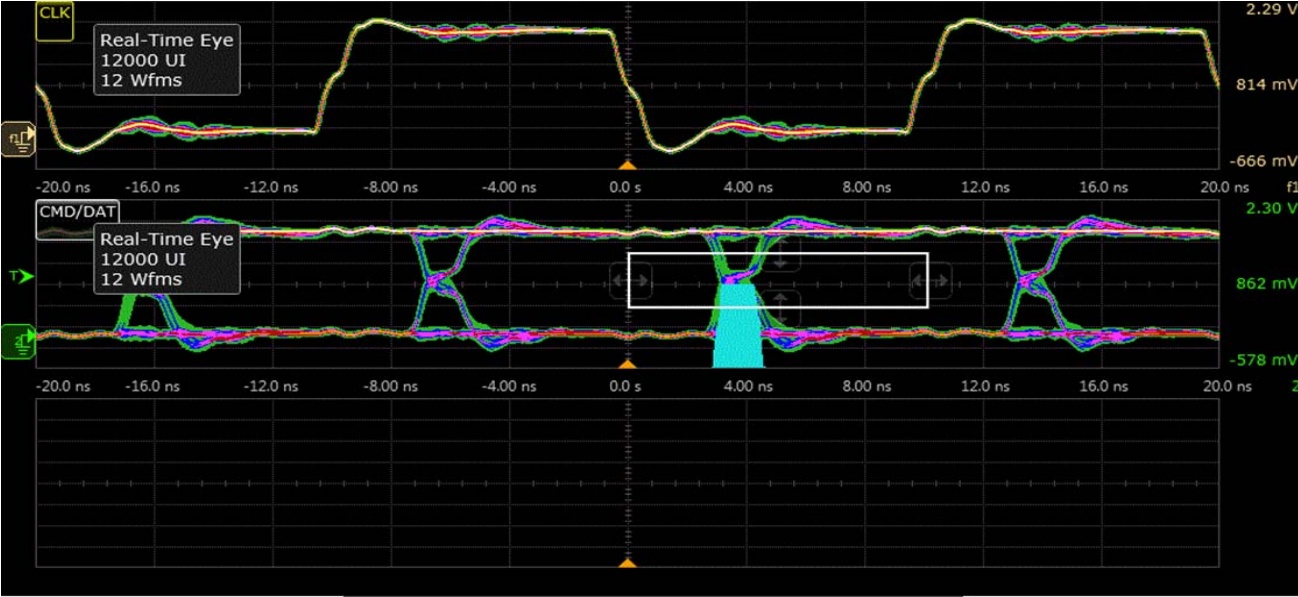 CLK
2.29 V
Real-Time Eye
12000 UI
12 Wfms
814 mV
f1
-666 mV
-20.0 ns -16.0 ns -12.0 ns -8.00 ns -4.00 ns 0.0 s 4.00 ns 8.00 ns 12.0 ns 16.0 ns 20.0 ns f1
CMD/DAT
2.30 V
Real-Time Eye
12000 UI
12 Wfms
T
862 mV
2
-578 mV
-20.0 ns -16.0 ns -12.0 ns -8.00 ns -4.00 ns 0.0 s 4.00 ns 8.00 ns 12.0 ns 16.0 ns 20.0 ns 2